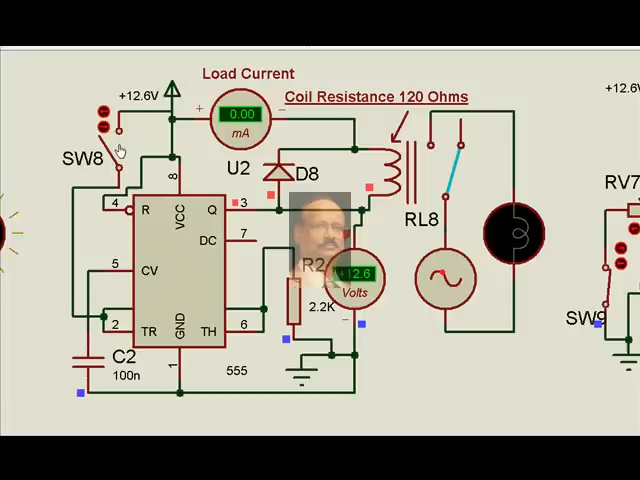 Load Current
+12.6V
+12.6
Coil Resistance 120 Ohms
+
0.00
−
mA
SW8
U2
D8
8
4
R
VCC
Q
3
RV7
DC
7
RL8
5
CV
R2
+12.6
Volts
2.2K
−
2
TR
GND
TH
6
SW9
C2
100n
1
555